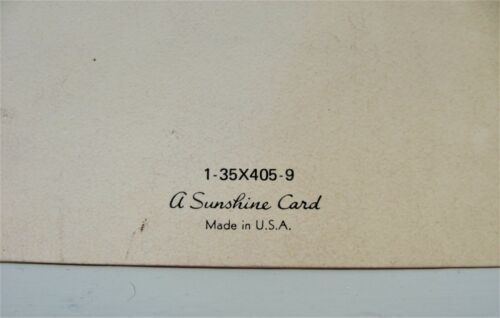 1-35X405-9
A Sunshine Card
Made in U.S.A.